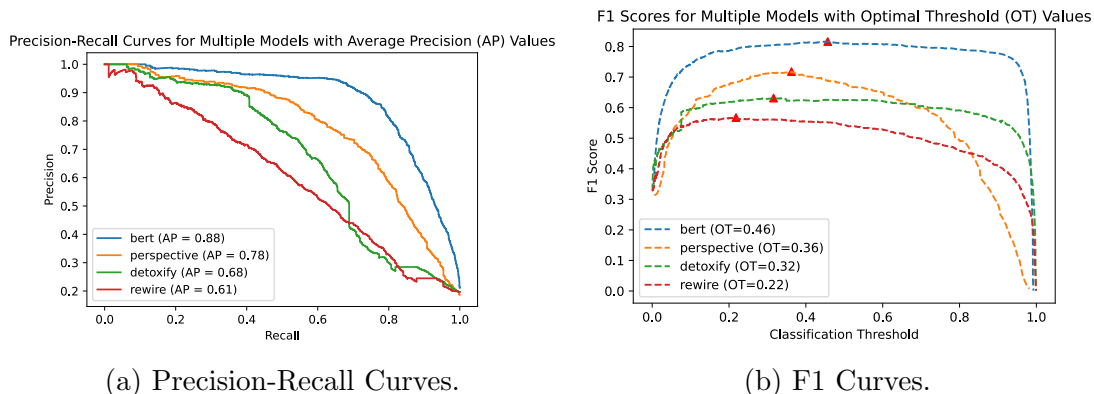 Precision-Recall Curves for Multiple Models with Average Precision (AP) Values
1.0
0.9
0.8
0.7
0.6
0.5
0.4
0.3
0.2
Precision
0.0 0.2 0.4 0.6 0.8 1.0
Recall
bert (AP = 0.88)
perspective (AP = 0.78)
detoxify (AP = 0.68)
rewire (AP = 0.61)
(a) Precision-Recall Curves.
F1 Scores for Multiple Models with Optimal Threshold (OT) Values
0.8
0.7
0.6
0.5
0.4
0.3
0.2
0.1
0.0
F1 Score
0.0 0.2 0.4 0.6 0.8 1.0
Classification Threshold
bert (OT=0.46)
perspective (OT=0.36)
detoxify (OT=0.32)
rewire (OT=0.22)
(b) F1 Curves.